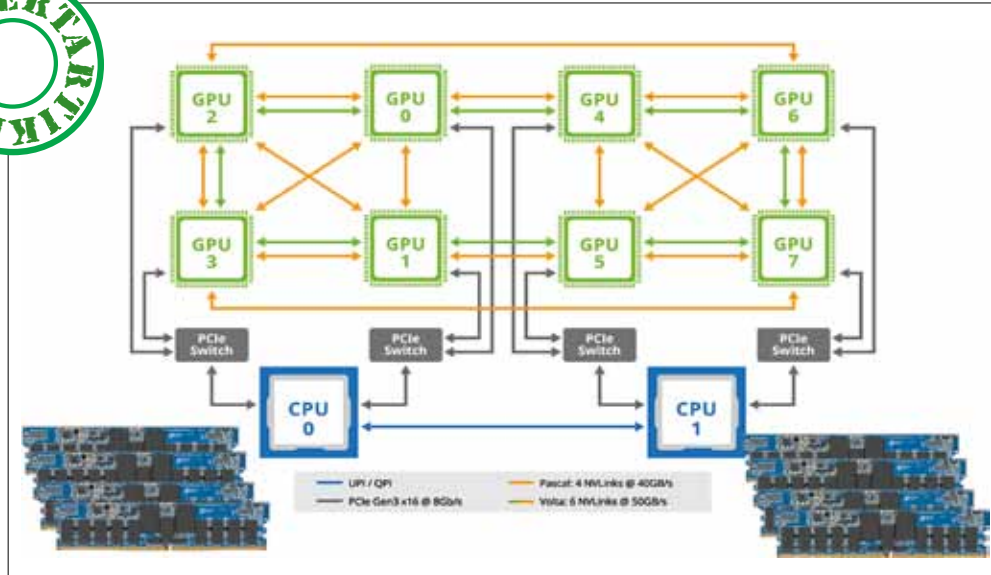 GPU
2
GPU
0
GPU
4
GPU
6
GPU
3
GPU
1
GPU
5
GPU
7
PCIe
Switch
PCIe
Switch
PCIe
Switch
PCIe
Switch
CPU
0
CPU
1
UPI / QPI
Pascal: 4 NVLinks @ 40GB/s
PCIe Gen3 x16 @ 8Gb/s
Volta: 6 NVLinks @ 50GB/s